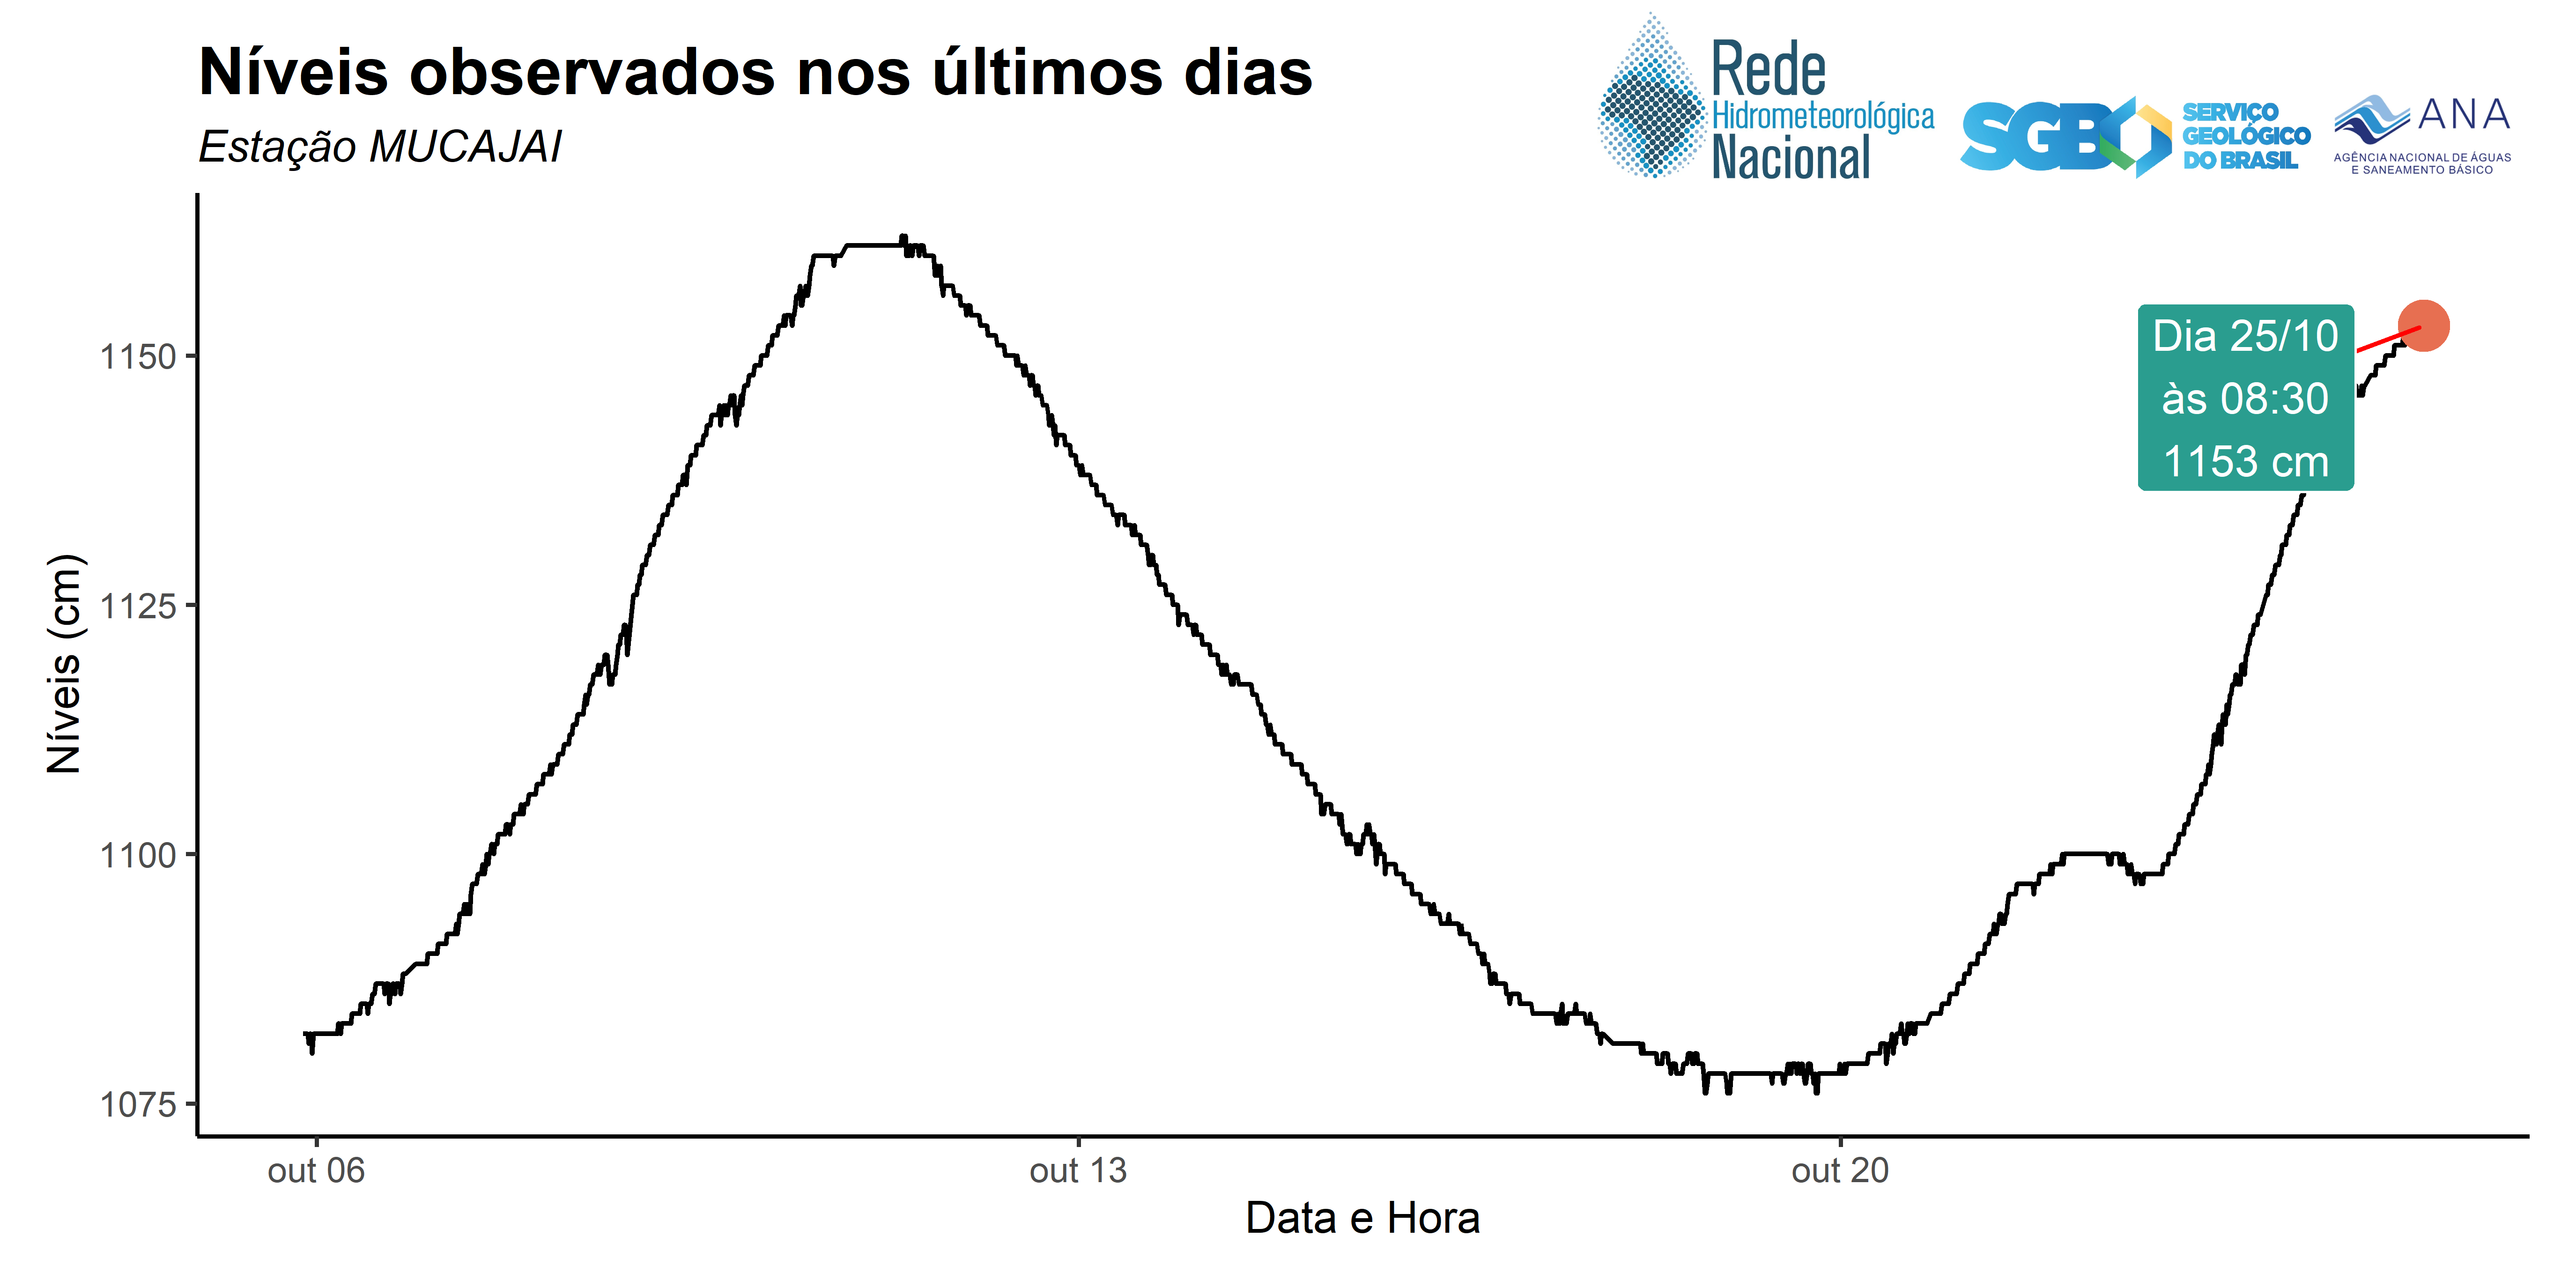 Níveis observados nos últimos dias
Estação MUCAJAI
Rede
Hidrometeorológica
Nacional
SGB
SERVIÇO
GEOLÓGICO
DO BRASIL
ANA
AGÊNCIA NACIONAL DE ÁGUAS
E SANEAMENTO BÁSICO
Níveis (cm)
1150
1125
1100
1075
Dia 25/10
às 08:30
1153 cm
out 06
out 13
out 20
Data e Hora